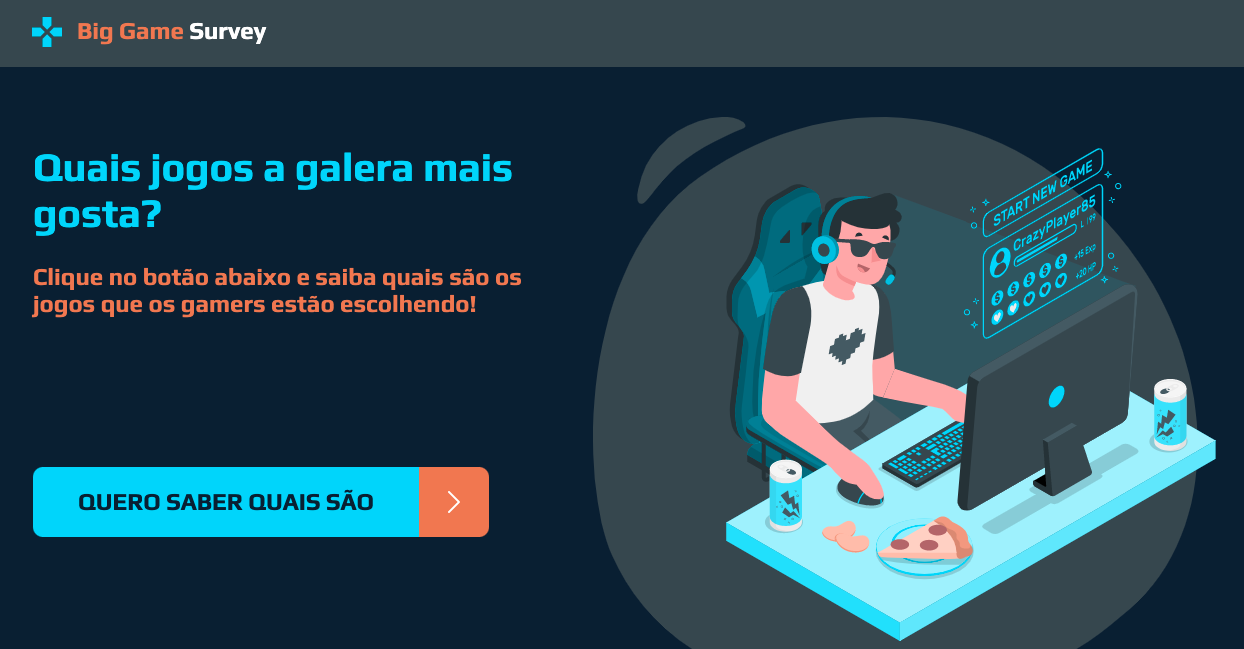 Big Game Survey
Quais jogos a galera mais
gosta?
Clique no botão abaixo e saiba quais são os
jogos que os gamers estão escolhendo!
QUERO SABER QUAIS SÃO
START NEW GAME
CrazyPlayer85
+15 Exp
+20 HP